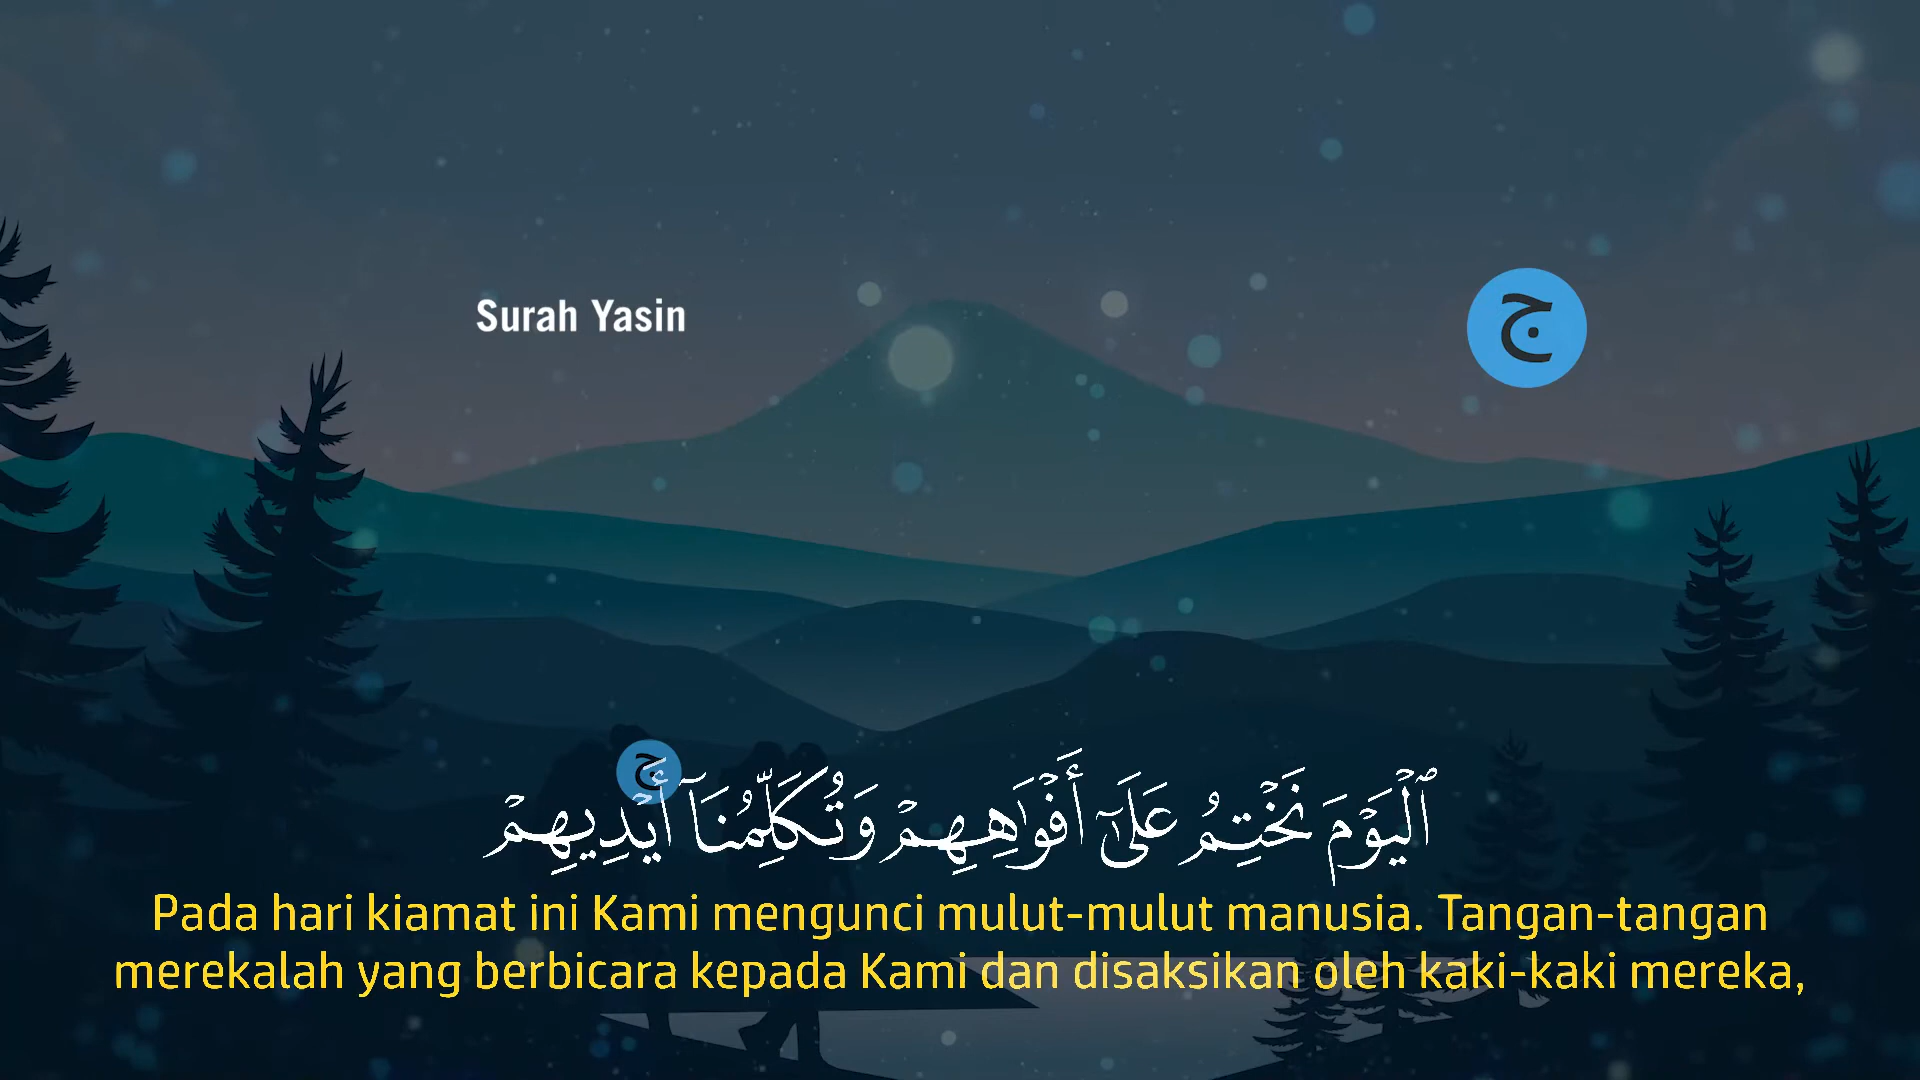 Surah Yasin
ج
ج
ٱلْيَوْمَ نَخْتِمُ عَلَىٰٓ أَفْوَٰهِهِمْ وَتُكَلِّمُنَآ أَيْدِيهِمْ
Pada hari kiamat ini Kami mengunci mulut-mulut manusia. Tangan-tangan
merekalah yang berbicara kepada Kami dan disaksikan oleh kaki-kaki mereka,